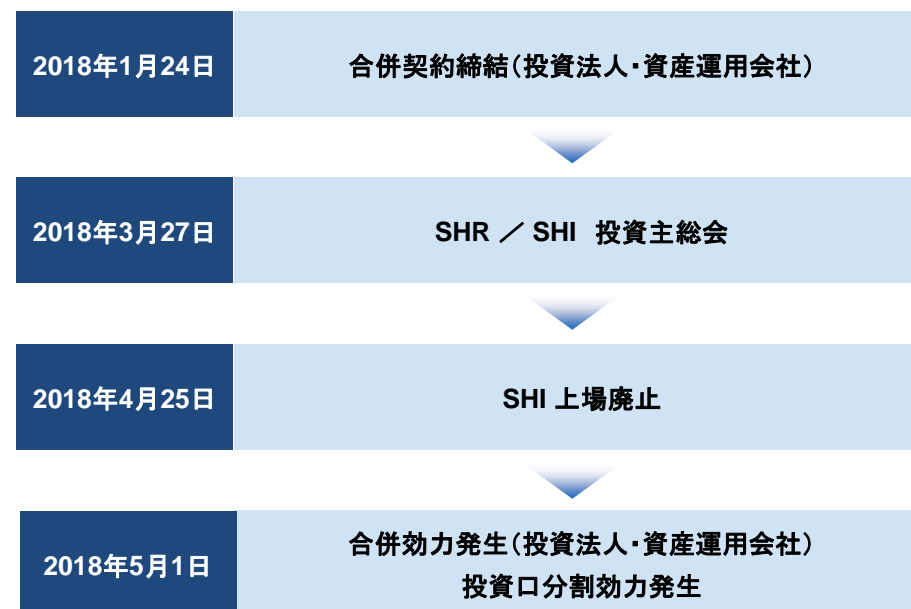 2018年1月24日
合併契約締結（投資法人・資産運用会社）
2018年3月27日
SHR ／ SHI 投資主総会
2018年4月25日
SHI 上場廃止
2018年5月1日
合併効力発生（投資法人・資産運用会社）
投資口分割効力発生